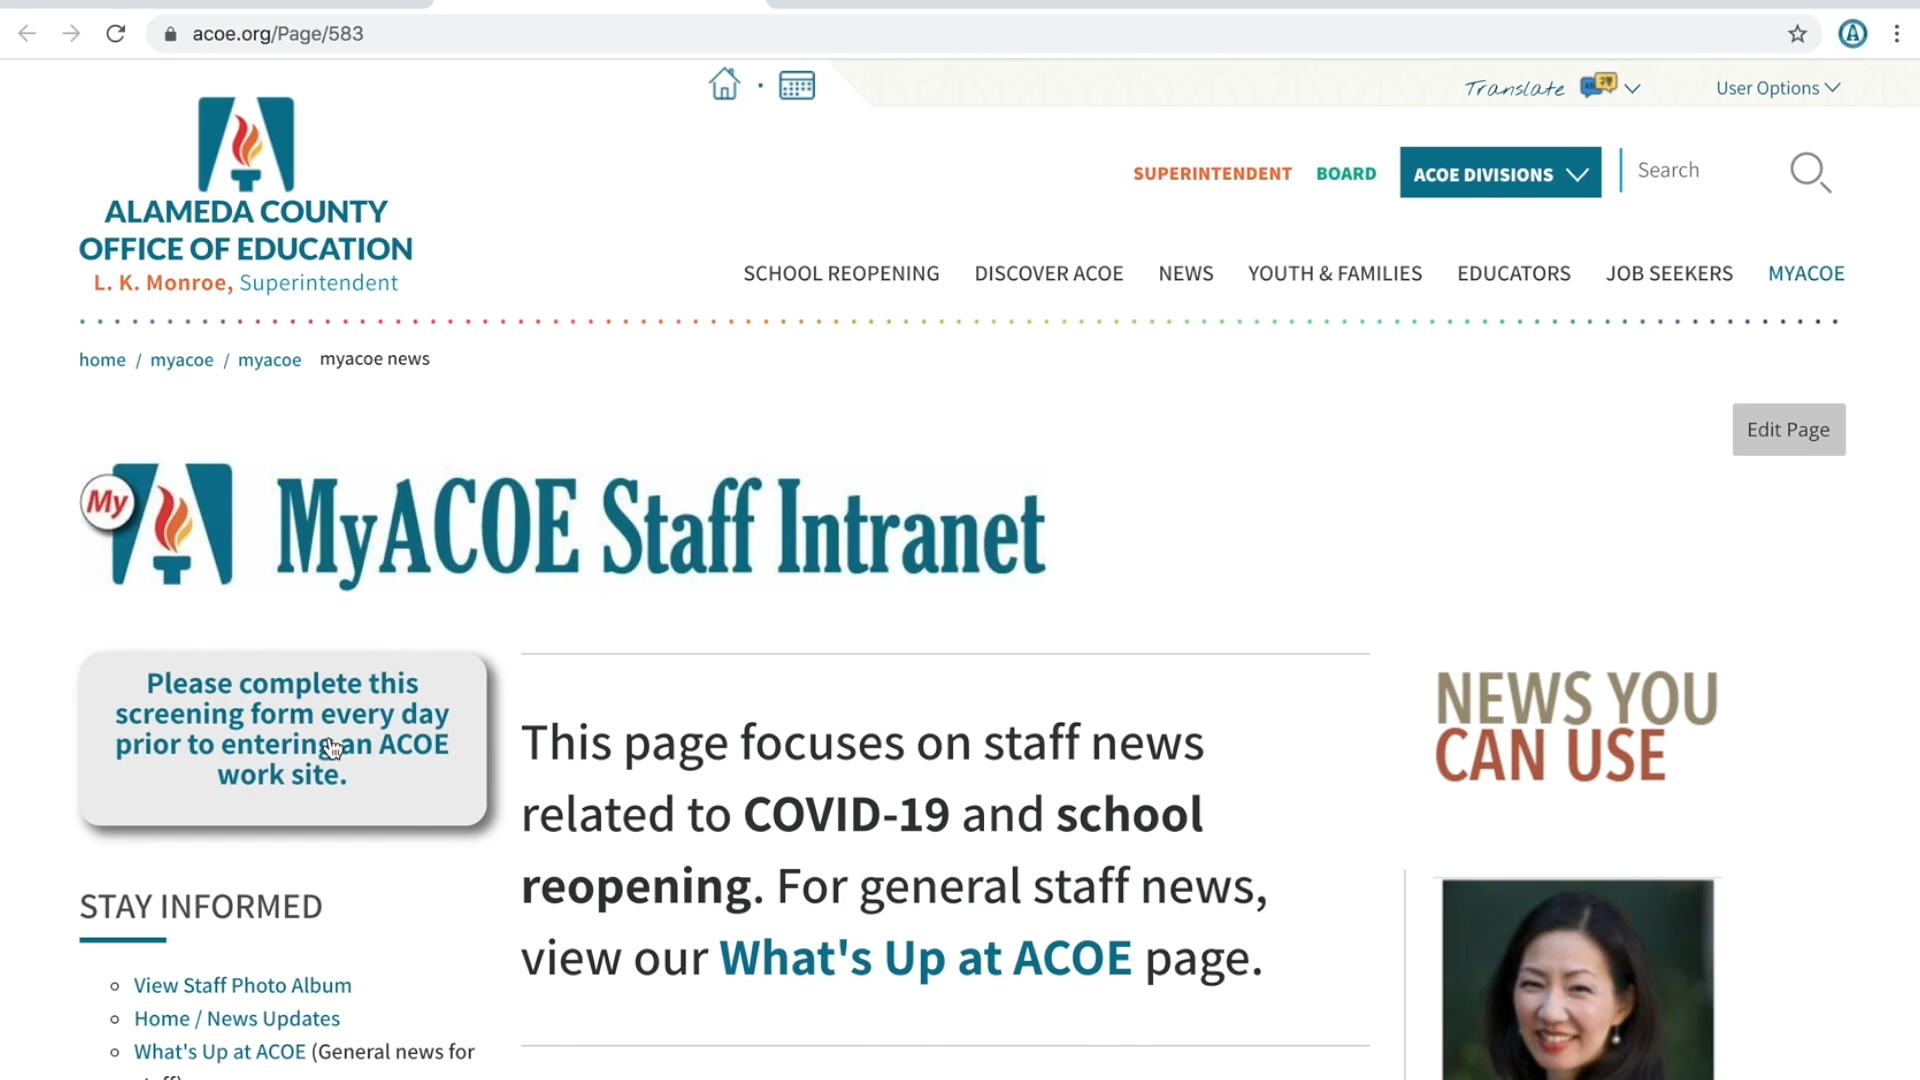 acoe.org/Page/583
Translate
User Options
ALAMEDA COUNTY
OFFICE OF EDUCATION
L. K. Monroe, Superintendent
SUPERINTENDENT
BOARD
ACOE DIVISIONS
Search
SCHOOL REOPENING
DISCOVER ACOE
NEWS
YOUTH & FAMILIES
EDUCATORS
JOB SEEKERS
MYACOE
home / myacoe / myacoe myacoe news
Edit Page
My
MyACOE Staff Intranet
Please complete this
screening form every day
prior to entering an ACOE
work site.
STAY INFORMED
View Staff Photo Album
Home / News Updates
What's Up at ACOE (General news for
This page focuses on staff news
related to COVID-19 and school
reopening. For general staff news,
view our What's Up at ACOE page.
NEWS YOU
CAN USE